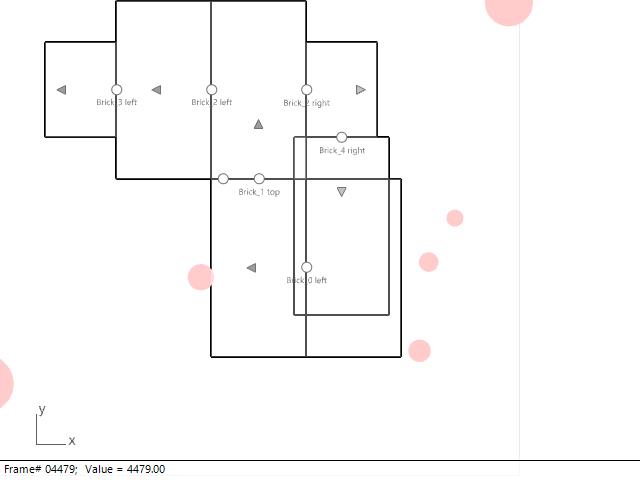 Brick_3 left
Brick_2 left
Brick_2 right
Brick_4 right
Brick_1 top
Brick_0 left
y
x
Frame# 04479; Value = 4479.00